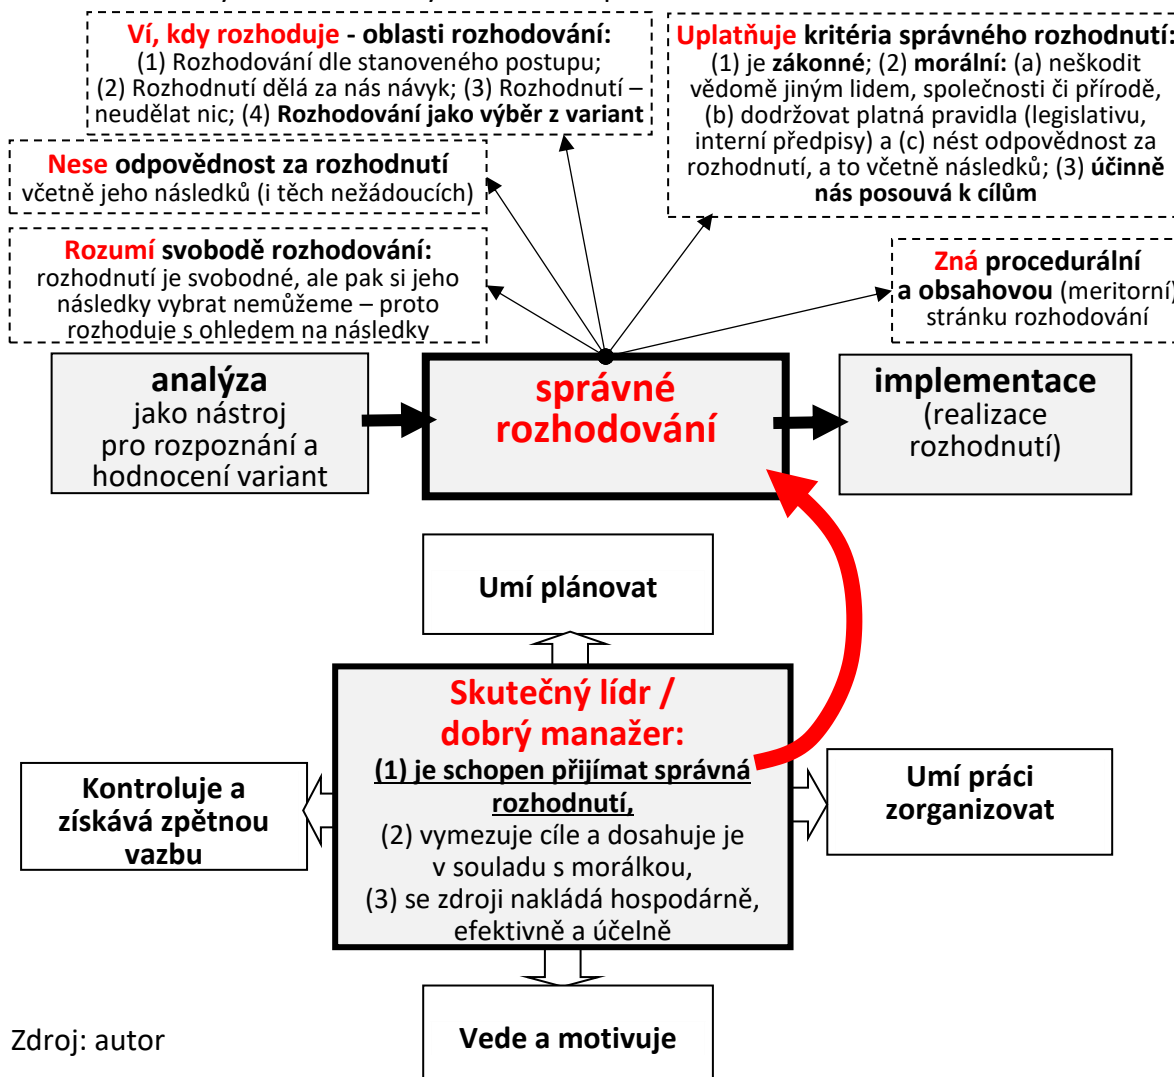 Ví, kdy rozhoduje - oblasti rozhodování:
(1) Rozhodování dle stanoveného postupu;
(2) Rozhodnutí dělá za nás návyk; (3) Rozhodnutí –
neudělat nic; (4) Rozhodování jako výběr z variant
Uplatňuje kritéria správného rozhodnutí:
(1) je zákonné; (2) morální: (a) neškodit
vědomě jiným lidem, společnosti či přírodě,
(b) dodržovat platná pravidla (legislativu,
interní předpisy) a (c) nést odpovědnost za
rozhodnutí, a to včetně následků; (3) účinně
nás posouvá k cílům
Nese odpovědnost za rozhodnutí
včetně jeho následků (i těch nežádoucích)
Rozumí svobodě rozhodování:
rozhodnutí je svobodné, ale pak si jeho
následky vybrat nemůžeme – proto
rozhoduje s ohledem na následky
Zná procedurální
a obsahovou (meritorní)
stránku rozhodování
analýza
jako nástroj
pro rozpoznání a
hodnocení variant
správné
rozhodování
implementace
(realizace
rozhodnutí)
Umí plánovat
Skutečný lídr /
dobrý manažer:
(1) je schopen přijímat správná
rozhodnutí,
(2) vymezuje cíle a dosahuje je
v souladu s morálkou,
(3) se zdroji nakládá hospodárně,
efektivně a účelně
Kontroluje a
získává zpětnou
vazbu
Umí práci
zorganizovat
Vede a motivuje
Zdroj: autor